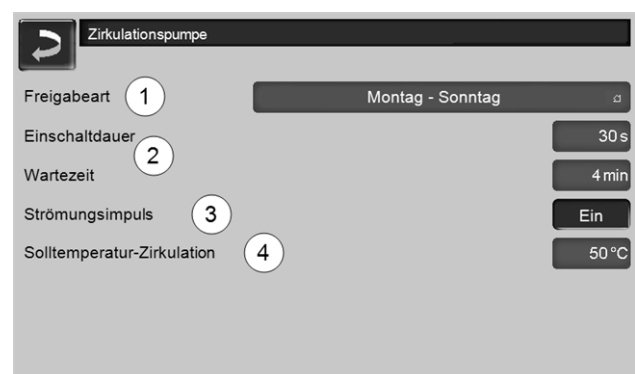 Zirkulationspumpe
Freigabeart 1 Montag - Sonntag
Einschaltdauer 30 s
2
Wartezeit 4 min
Strömungsimpuls 3 Ein
Solltemperatur-Zirkulation 4 50 °C